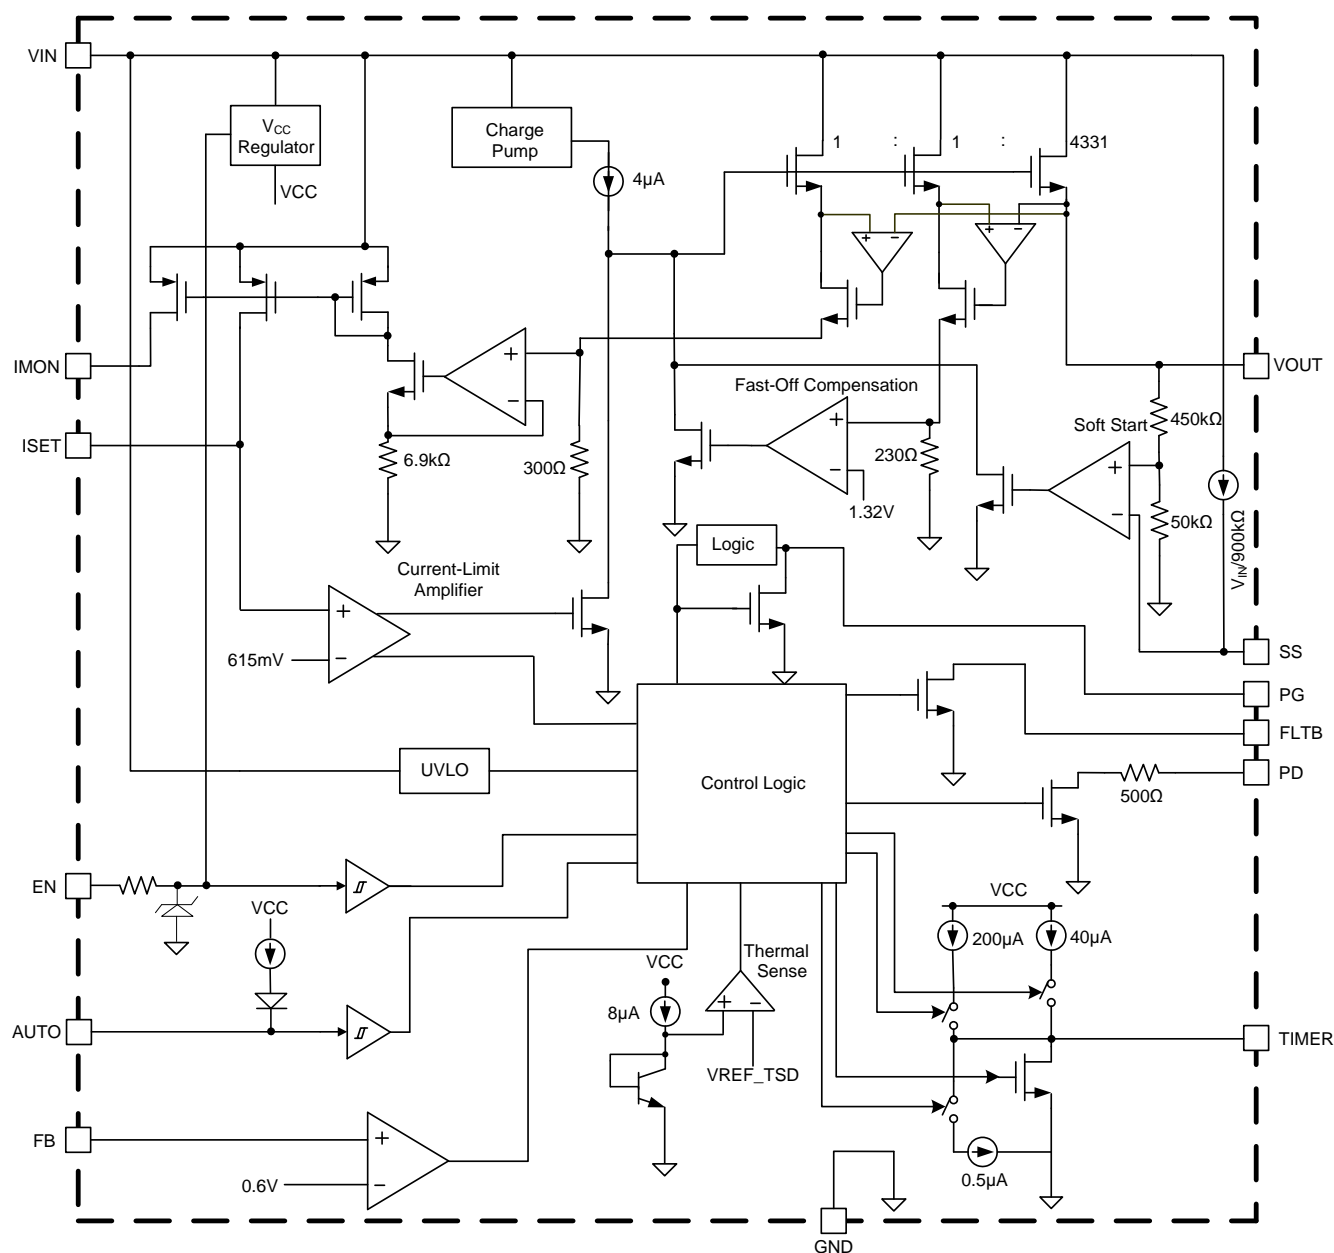 VIN
VCC
Regulator
VCC
Charge
Pump
4µA
1 : 1 : 4331
IMON
ISET
VOUT
Fast-Off Compensation
Soft Start
450kΩ
6.9kΩ
300Ω
230Ω
1.32V
50kΩ
VIN/900kΩ
Logic
Current-Limit
Amplifier
615mV
SS
PG
FLTB
PD
500Ω
UVLO
Control Logic
EN
VCC
VCC
200µA
40µA
Thermal
Sense
VCC
8µA
AUTO
TIMER
VREF_TSD
FB
0.6V
0.5µA
GND
+
−
+
−
+
−
+
−
+
−
+
−
+
−
+
−